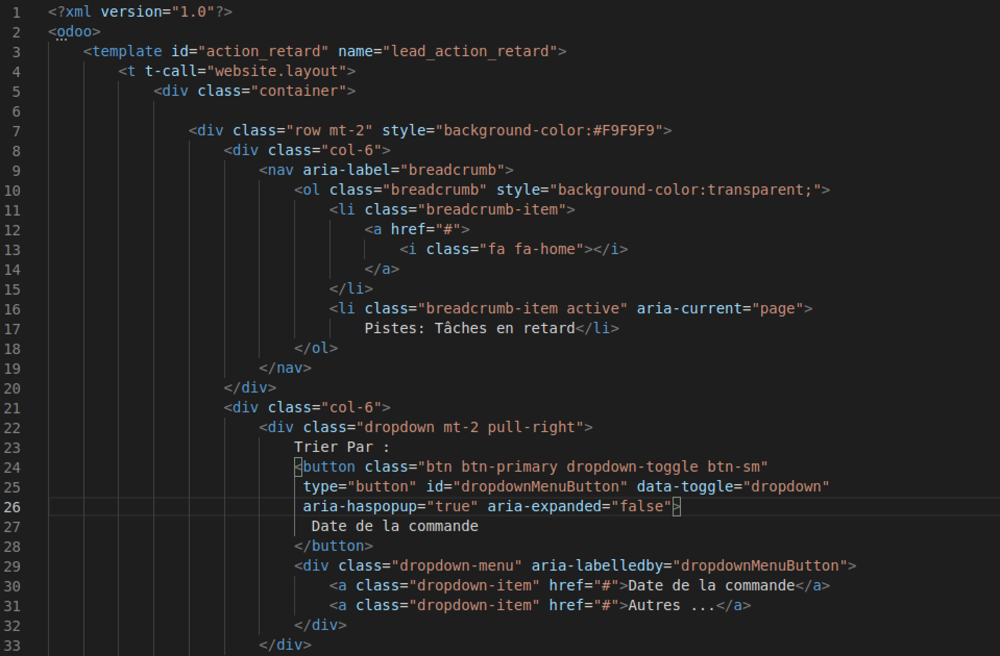 1 <?xml version="1.0"?>
2 <odoo>
3 <template id="action_retard" name="lead_action_retard">
4 <t t-call="website.layout">
5 <div class="container">
6
7 <div class="row mt-2" style="background-color:#F9F9F9">
8 <div class="col-6">
9 <nav aria-label="breadcrumb">
10 <ol class="breadcrumb" style="background-color:transparent;">
11 <li class="breadcrumb-item">
12 <a href="#">
13 <i class="fa fa-home"></i>
14 </a>
15 </li>
16 <li class="breadcrumb-item active" aria-current="page">
17 Pistes: Tâches en retard</li>
18 </ol>
19 </nav>
20 </div>
21 <div class="col-6">
22 <div class="dropdown mt-2 pull-right">
23 Trier Par :
24 <button class="btn btn-primary dropdown-toggle btn-sm"
25 type="button" id="dropdownMenuButton" data-toggle="dropdown"
26 aria-haspopup="true" aria-expanded="false">
27 Date de la commande
28 </button>
29 <div class="dropdown-menu" aria-labelledby="dropdownMenuButton">
30 <a class="dropdown-item" href="#">Date de la commande</a>
31 <a class="dropdown-item" href="#">Autres ...</a>
32 </div>
33 </div>